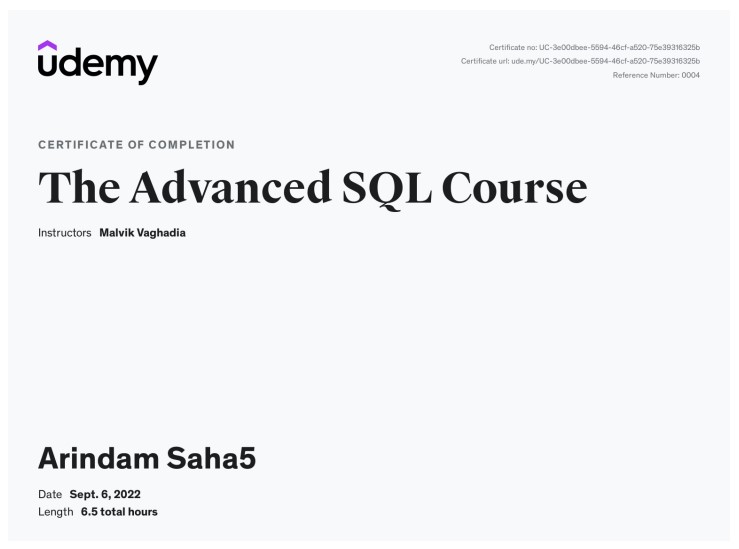 udemy
Certificate no: UC-3e00dbee-5594-46cf-a520-75e39316325b
Certificate url: ude.my/UC-3e00dbee-5594-46cf-a520-75e39316325b
Reference Number: 0004
CERTIFICATE OF COMPLETION
The Advanced SQL Course
Instructors Malvik Vaghadia
Arindam Saha5
Date Sept. 6, 2022
Length 6.5 total hours